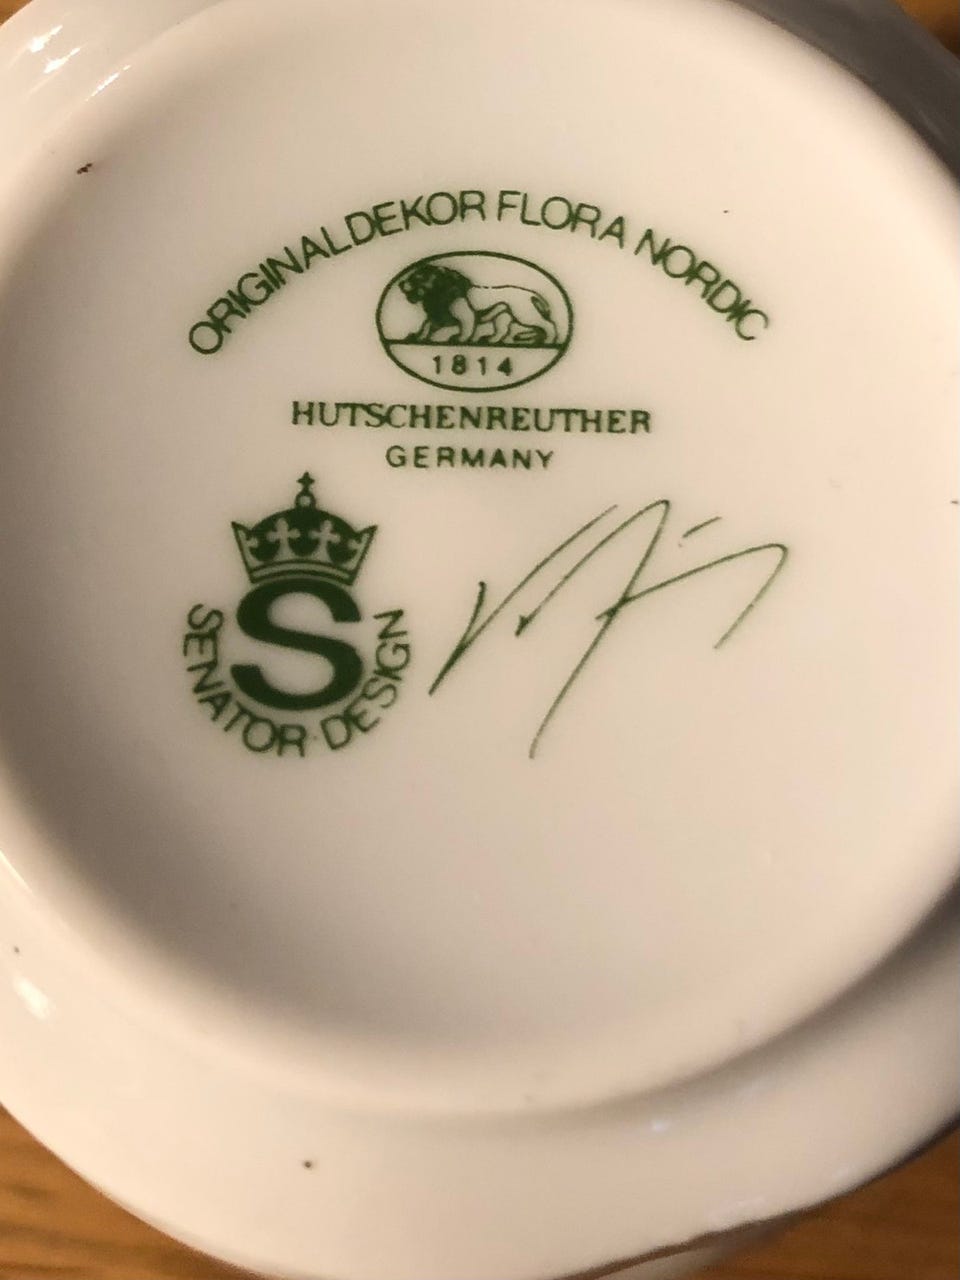 ORIGINALDEKOR FLORA NORDIC
1814
HUTSCHENREUTHER
GERMANY
S
SENATOR · DESIGN